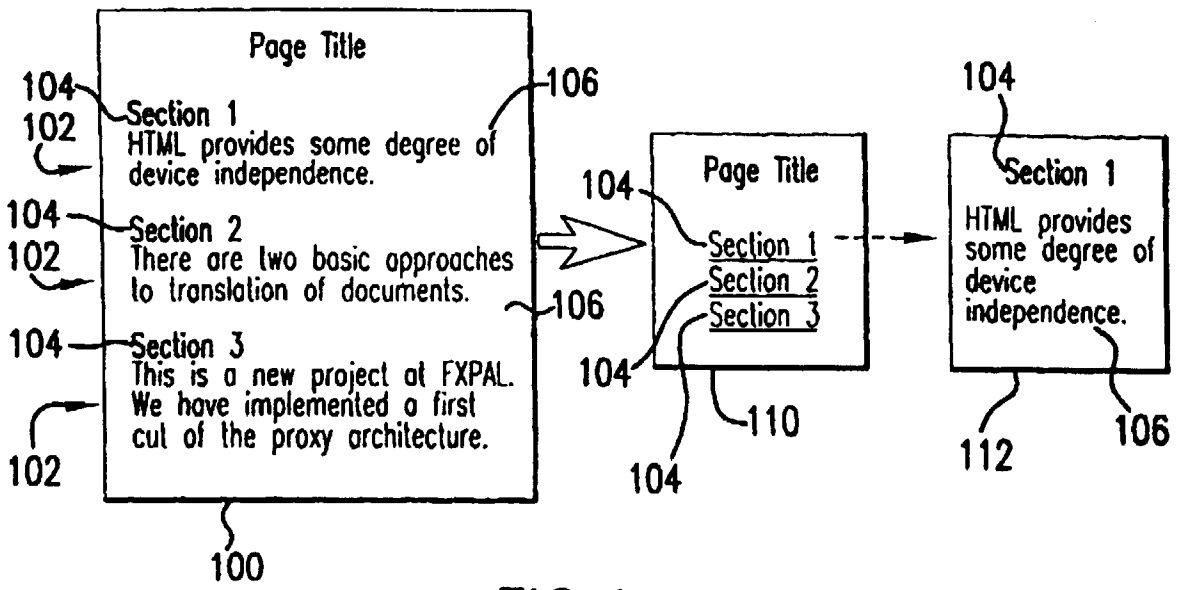 Page Title
104
Section 1
106
102
HTML provides some degree of
device independence.
104
Section 2
102
There are two basic approaches
to translation of documents.
106
104
Section 3
This is a new project at FXPAL.
We have implemented a first
cut of the proxy architecture.
102
100
Page Title
104
Section 1
Section 2
Section 3
104
104
110
104
Section 1
HTML provides
some degree of
device
independence.
106
112